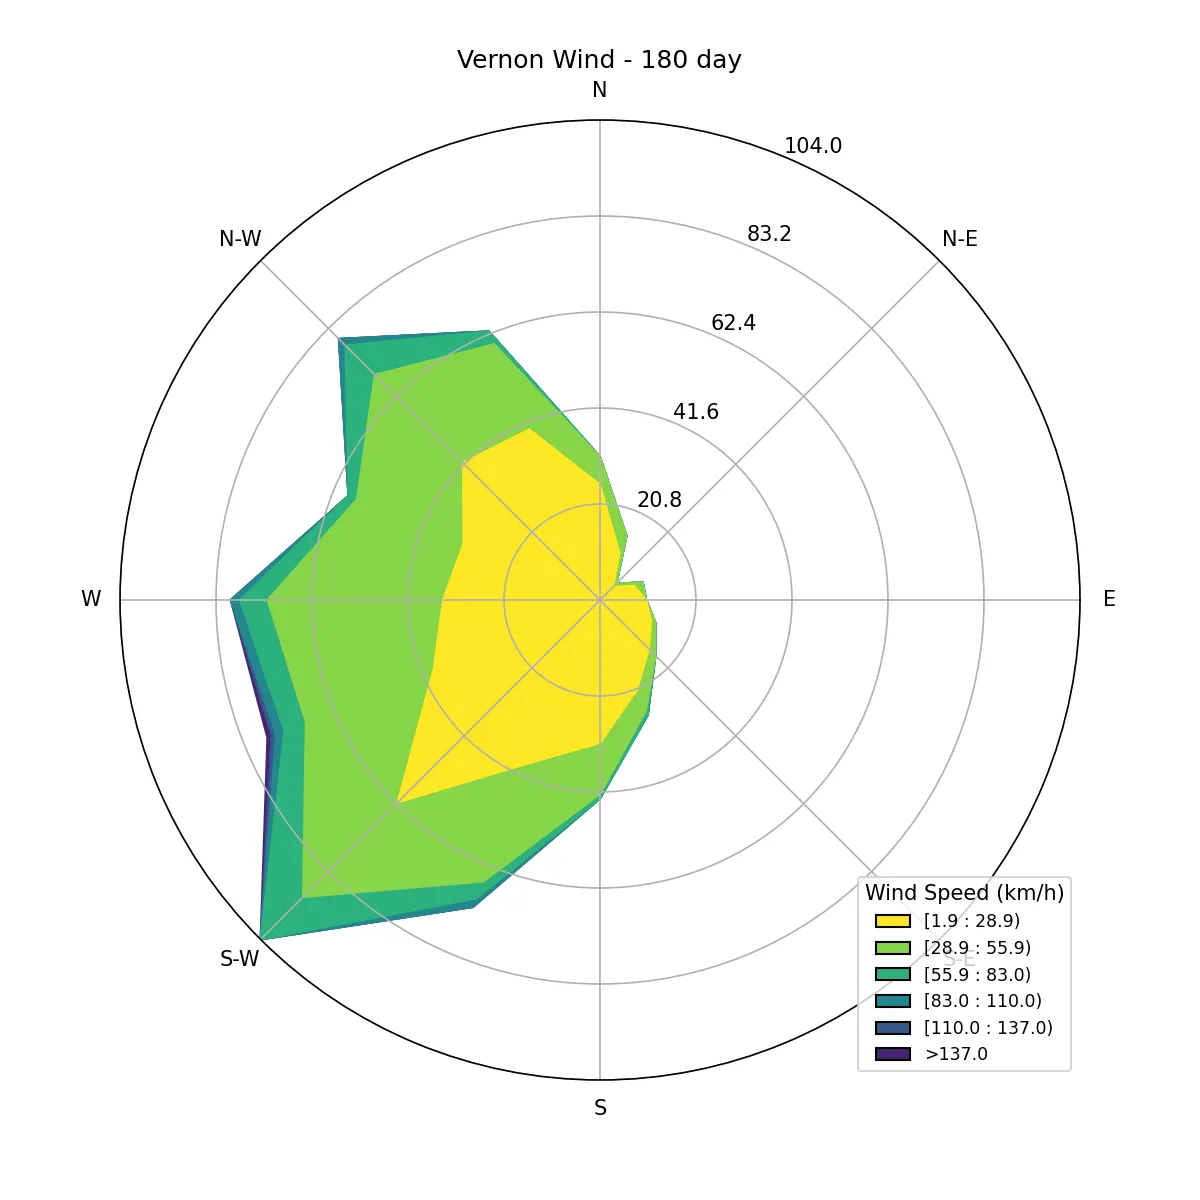 Vernon Wind - 180 day
N
104.0
N-W
83.2
N-E
62.4
41.6
20.8
W
E
S-W
S-E
S
Wind Speed (km/h)
[1.9 : 28.9)
[28.9 : 55.9)
[55.9 : 83.0)
[83.0 : 110.0)
[110.0 : 137.0)
>137.0